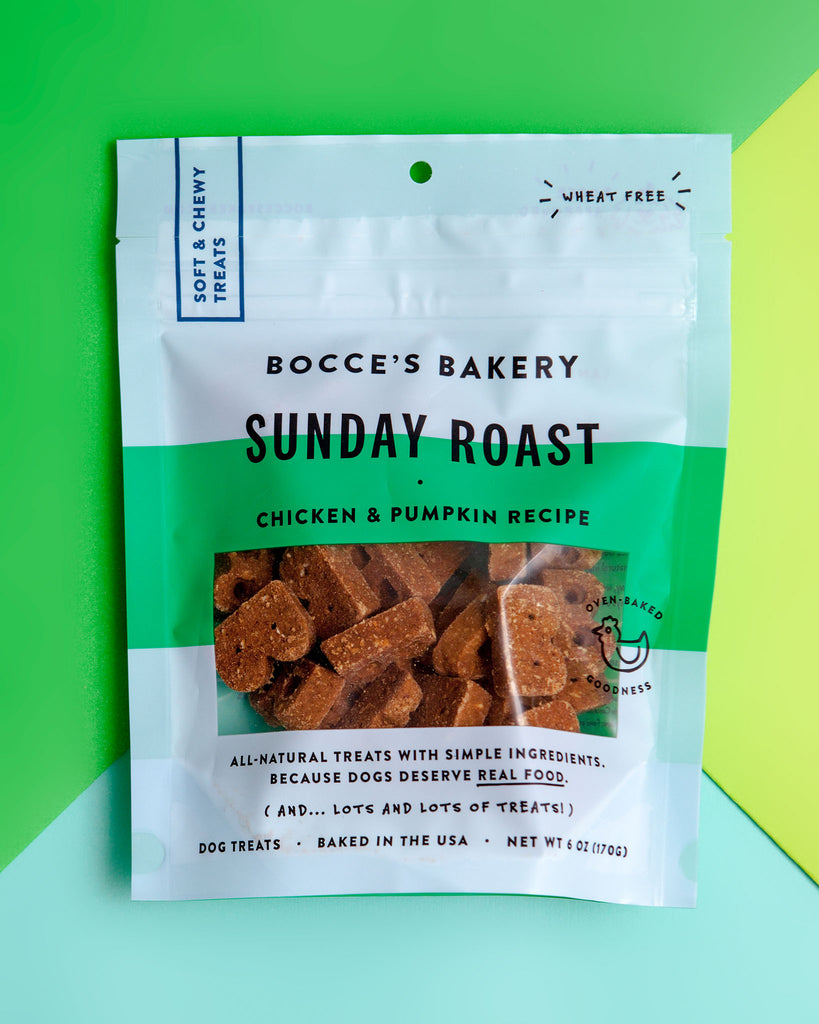 SOFT & CHEWY
TREATS
WHEAT FREE
BOCCE'S BAKERY
SUNDAY ROAST
CHICKEN & PUMPKIN RECIPE
OVEN-BAKED
GOODNESS
ALL-NATURAL TREATS WITH SIMPLE INGREDIENTS.
BECAUSE DOGS DESERVE REAL FOOD.
( AND... LOTS AND LOTS OF TREATS! )
DOG TREATS • BAKED IN THE USA • NET WT 6 OZ (170G)